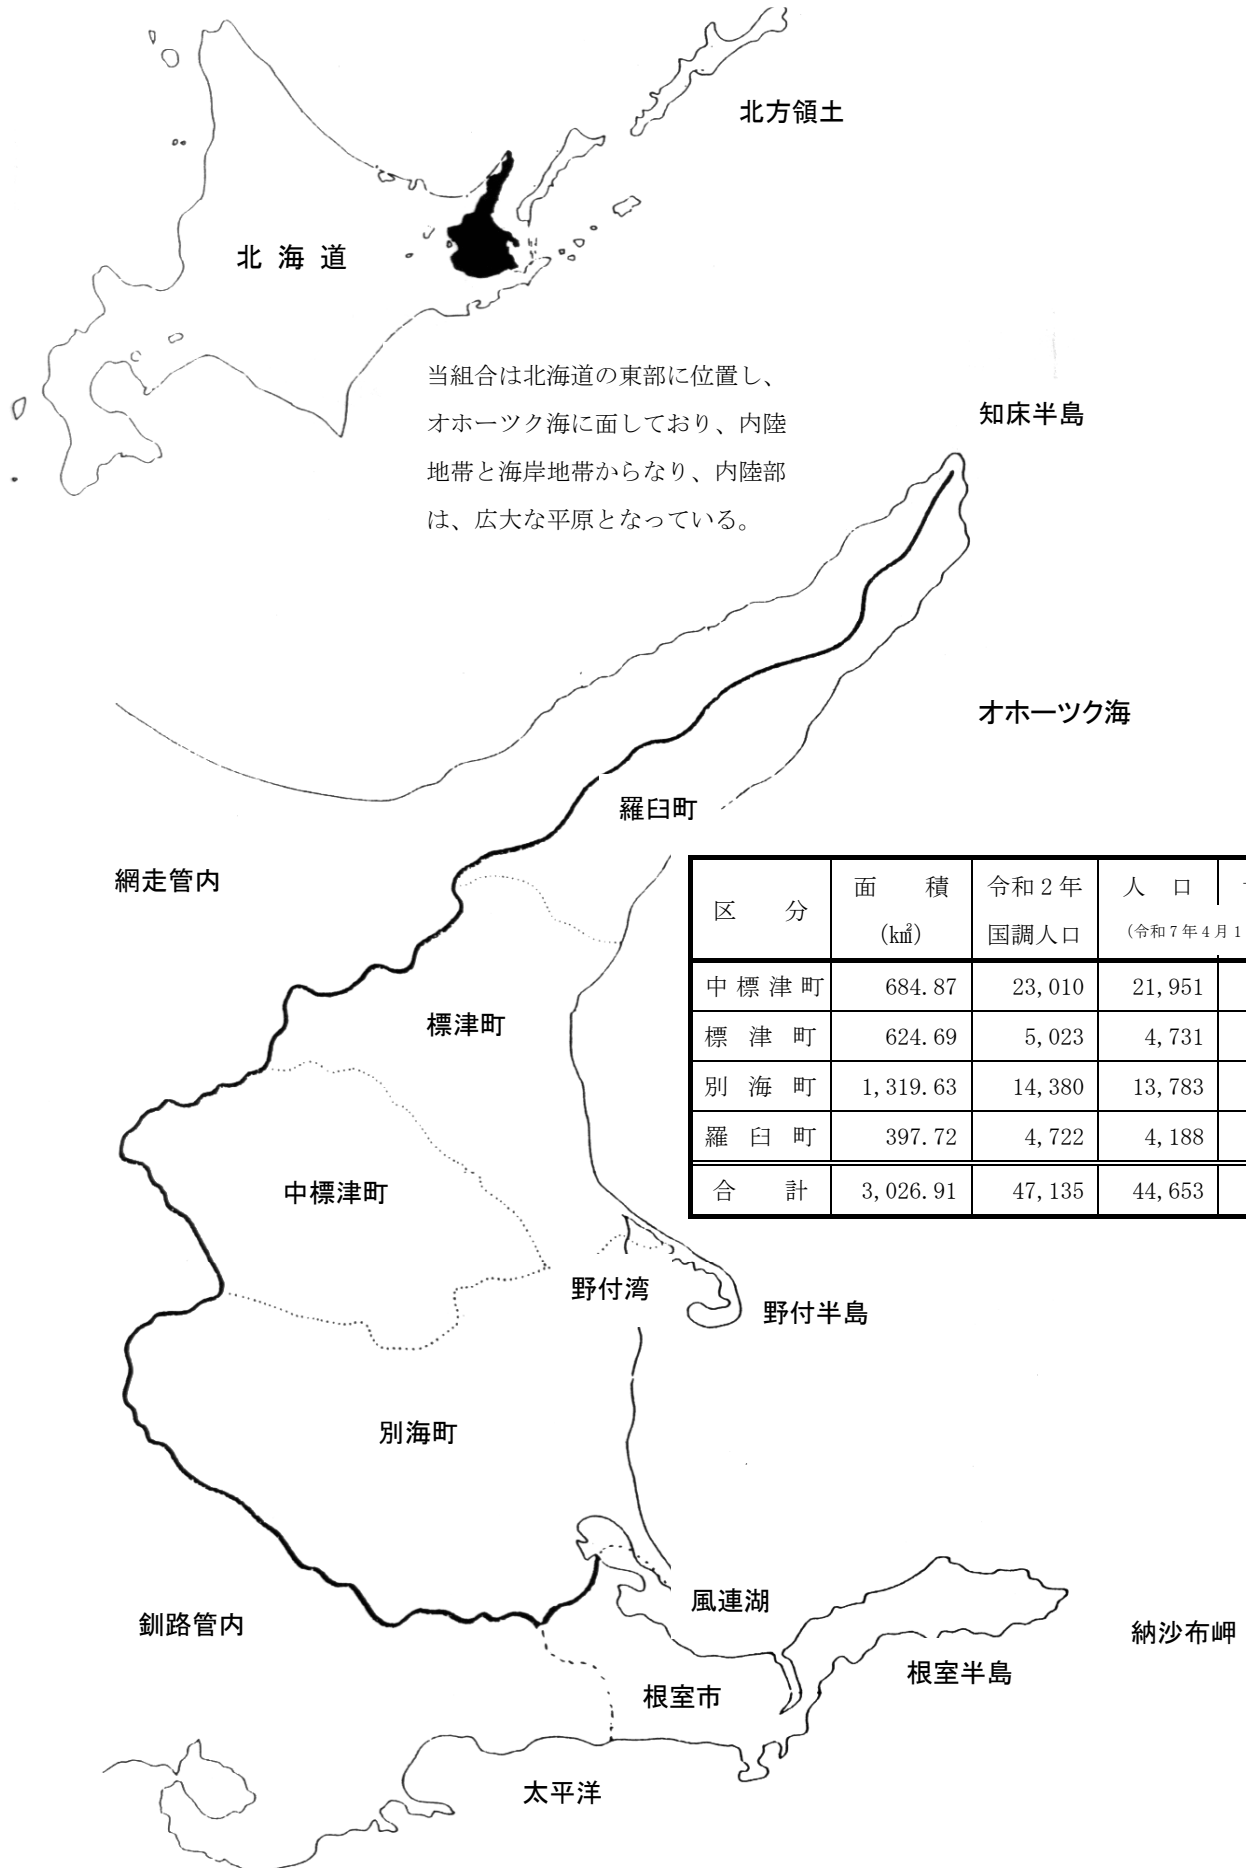 北方領土
北海道
当組合は北海道の東部に位置し、
オホーツク海に面しており、内陸
地帯と海岸地帯からなり、内陸部
は、広大な平原となっている。
知床半島
オホーツク海
羅臼町
網走管内
区 分 面 積 (k㎡) 令和2年 国調人口 人 口 (令和7年4月1
中標津町 684.87 23,010 21,951
標津町 624.69 5,023 4,731
別海町 1,319.63 14,380 13,783
羅臼町 397.72 4,722 4,188
合 計 3,026.91 47,135 44,653
標津町
中標津町
野付湾
野付半島
別海町
風連湖
釧路管内
納沙布岬
根室半島
根室市
太平洋